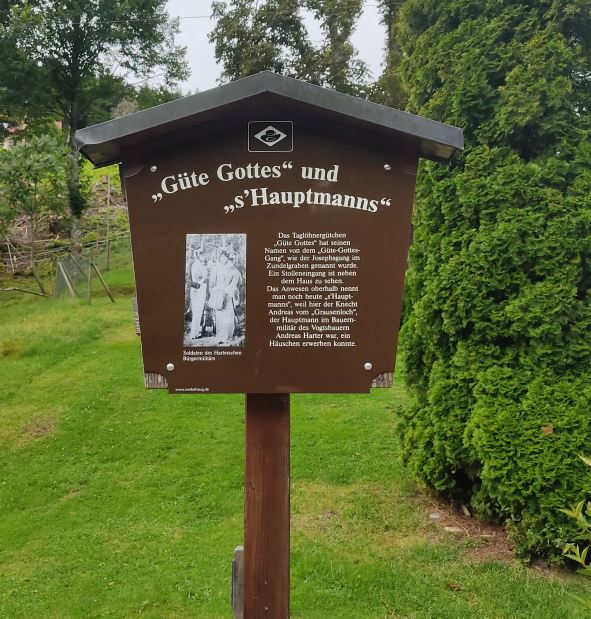 „Güte Gottes“ und
„s'Hauptmanns“
Das Taglöhnergütchen
„Güte Gottes“ hat seinen
Namen von dem „Güte-Gottes-
Gang“, wie der Josephsgang im
Zundelgraben genannt wurde.
Ein Stolleneingang ist neben
dem Haus zu sehen.
Das Anwesen oberhalb nennt
man noch heute „s'Haupt-
manns“, weil hier der Knecht
Andreas vom „Grausenloch“,
der Hauptmann im Bauern-
militär des Vogtsbauern
Andreas Harter war, ein
Häuschen erwerben konnte.
Soldaten des Harterschen
Bürgermilitärs
www.werbehaug.de